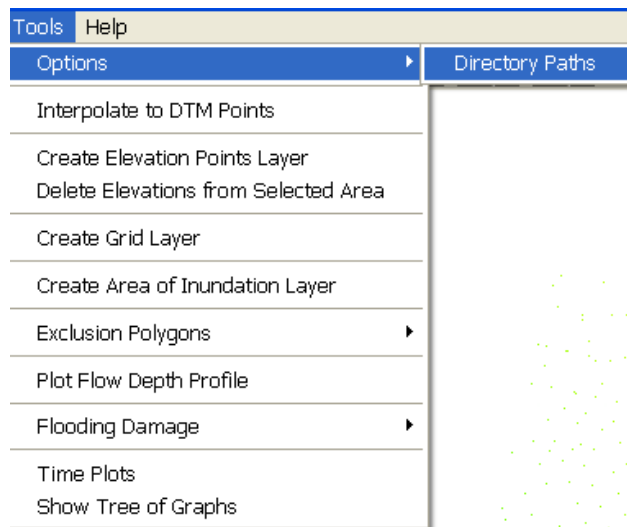 Tools Help
Options Directory Paths
Interpolate to DTM Points
Create Elevation Points Layer
Delete Elevations from Selected Area
Create Grid Layer
Create Area of Inundation Layer
Exclusion Polygons
Plot Flow Depth Profile
Flooding Damage
Time Plots
Show Tree of Graphs